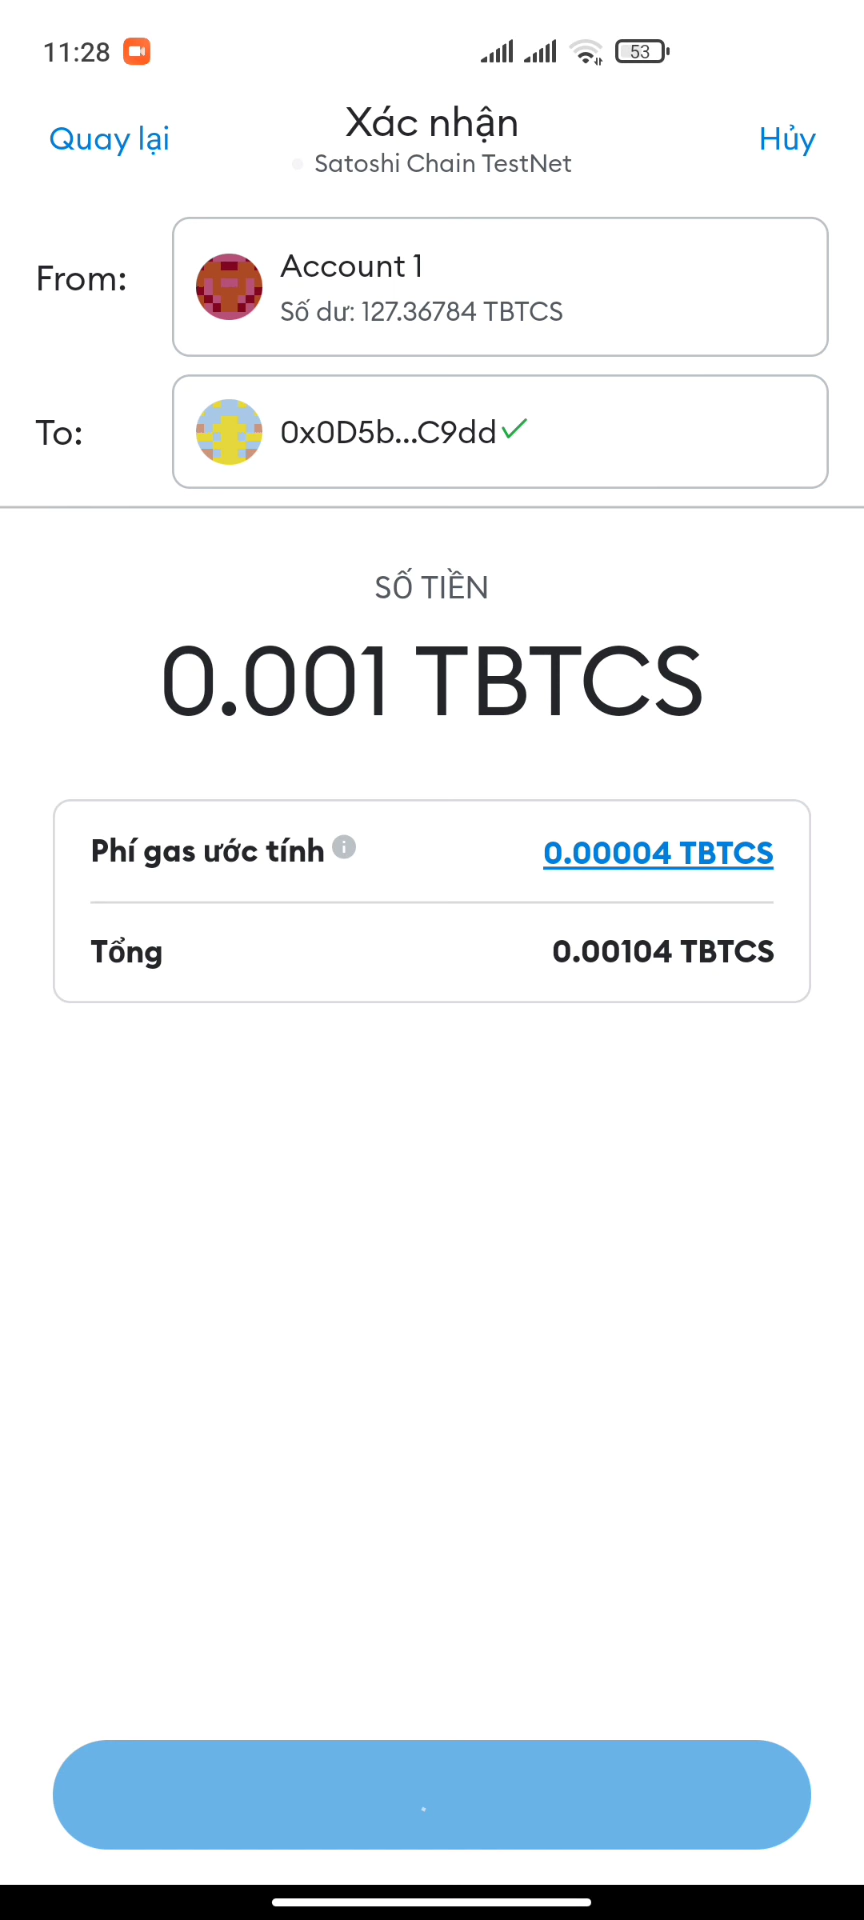 11:28
53
Quay lại
Xác nhận
Hủy
Satoshi Chain TestNet
From:
Account 1
Số dư: 127.36784 TBTCS
To:
0x0D5b...C9dd
SỐ TIỀN
0.001 TBTCS
Phí gas ước tính
0.00004 TBTCS
Tổng
0.00104 TBTCS